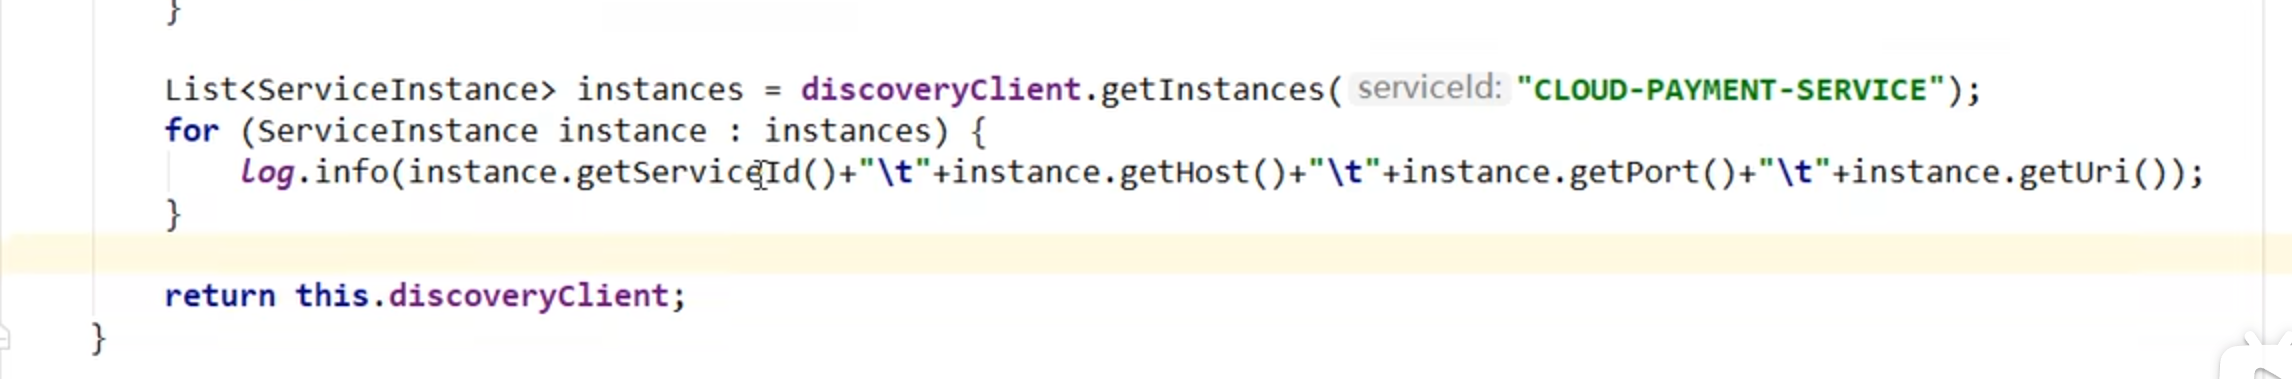 }
List<ServiceInstance> instances = discoveryClient.getInstances( serviceId: "CLOUD-PAYMENT-SERVICE");
for (ServiceInstance instance : instances) {
log.info(instance.getServiceId()+"\t"+instance.getHost()+"\t"+instance.getPort()+"\t"+instance.getUri());
}
return this.discoveryClient;
}